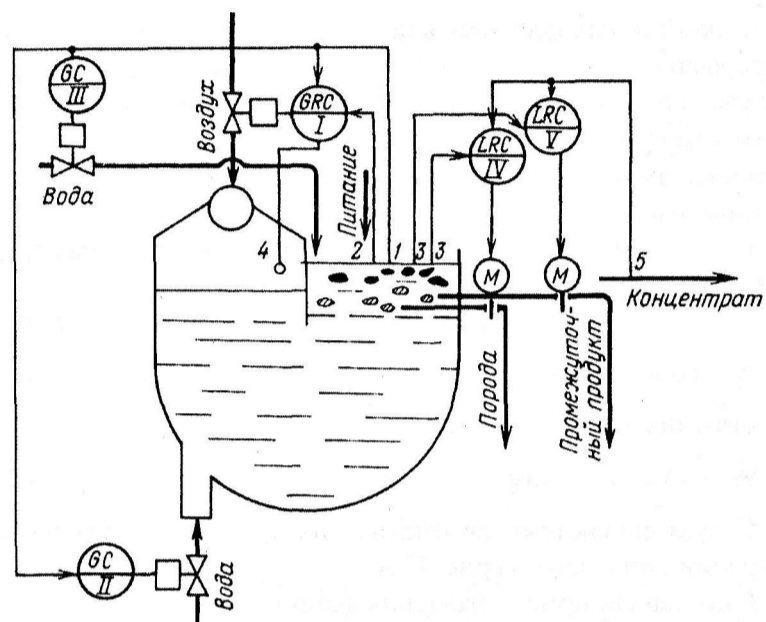 GC
III
Воздух
GRC
I
LRC
IV
LRC
V
Вода
Питание
4
2 1 3 3
М
М
5
Концентрат
Порода
Промежуточ-
ный продукт
GC
II
Вода